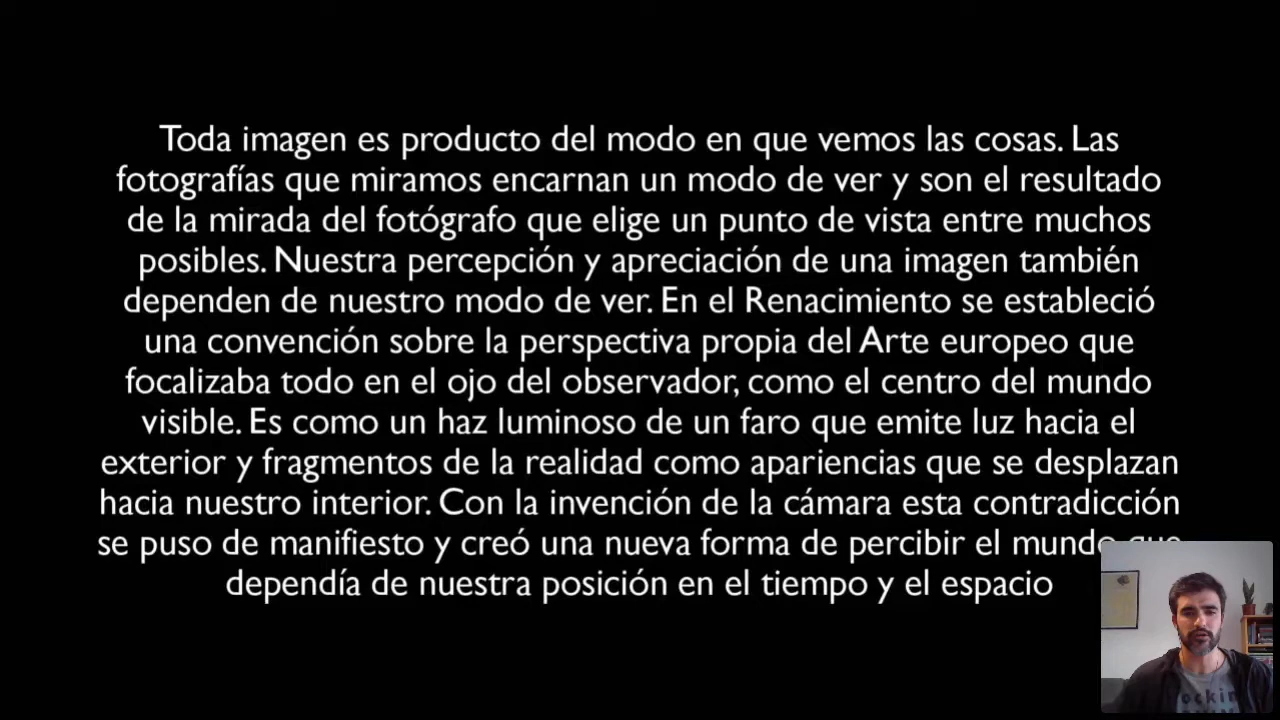 Toda imagen es producto del modo en que vemos las cosas. Las
fotografías que miramos encarnan un modo de ver y son el resultado
de la mirada del fotógrafo que elige un punto de vista entre muchos
posibles. Nuestra percepción y apreciación de una imagen también
dependen de nuestro modo de ver. En el Renacimiento se estableció
una convención sobre la perspectiva propia del Arte europeo que
focalizaba todo en el ojo del observador, como el centro del mundo
visible. Es como un haz luminoso de un faro que emite luz hacia el
exterior y fragmentos de la realidad como apariencias que se desplazan
hacia nuestro interior. Con la invención de la cámara esta contradicción
se puso de manifiesto y creó una nueva forma de percibir el mundo que
dependía de nuestra posición en el tiempo y el espacio